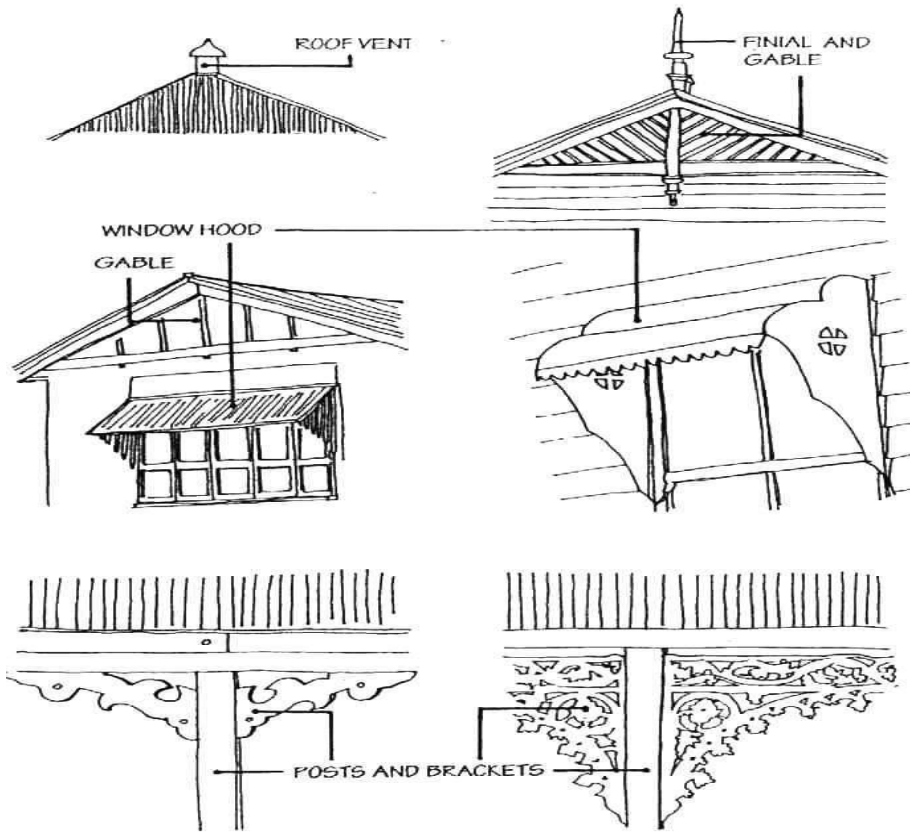 ROOF VENT
FINIAL AND
GABLE
WINDOW HOOD
GABLE
POSTS AND BRACKETS